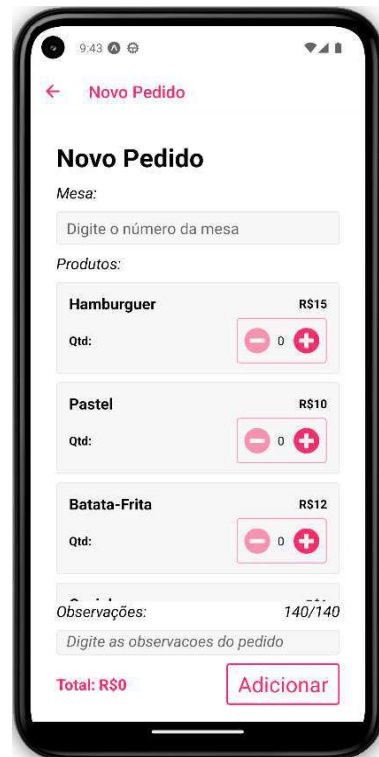 9:43
Novo Pedido
Novo Pedido
Mesa:
Digite o número da mesa
Produtos:
Hamburguer R$15
Qtd: 0
Pastel R$10
Qtd: 0
Batata-Frita R$12
Qtd: 0
Observações: 140/140
Digite as observacoes do pedido
Total: R$0 Adicionar